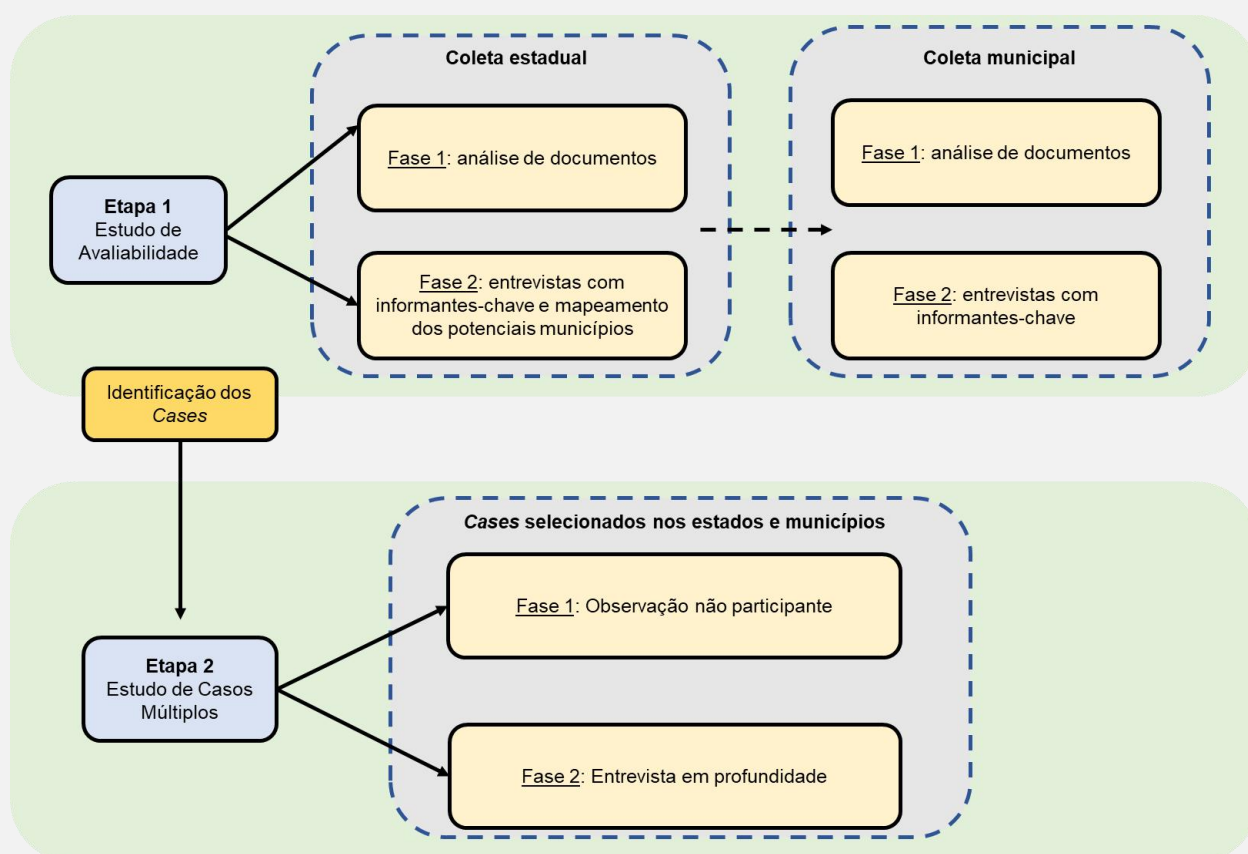 Coleta estadual
Coleta municipal
Fase 1: análise de documentos
Fase 1: análise de documentos
Etapa 1
Estudo de
Avaliabilidade
Fase 2: entrevistas com
informantes-chave e mapeamento
dos potenciais municípios
Fase 2: entrevistas com
informantes-chave
Identificação dos
Cases
Cases selecionados nos estados e municípios
Fase 1: Observação não participante
Etapa 2
Estudo de Casos
Múltiplos
Fase 2: Entrevista em profundidade